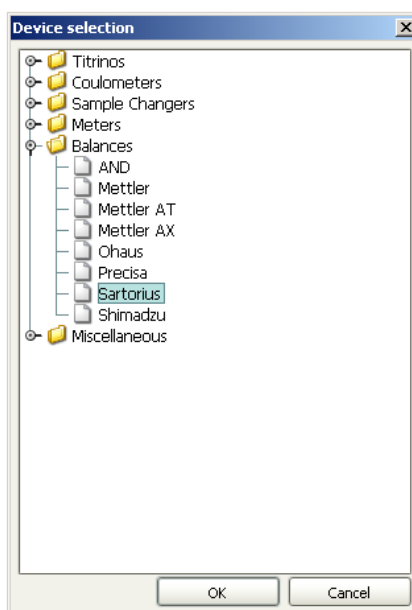 Device selection
Titrinos
Coulometers
Sample Changers
Meters
Balances
AND
Mettler
Mettler AT
Mettler AX
Ohaus
Precisa
Sartorius
Shimadzu
Miscellaneous
OK Cancel